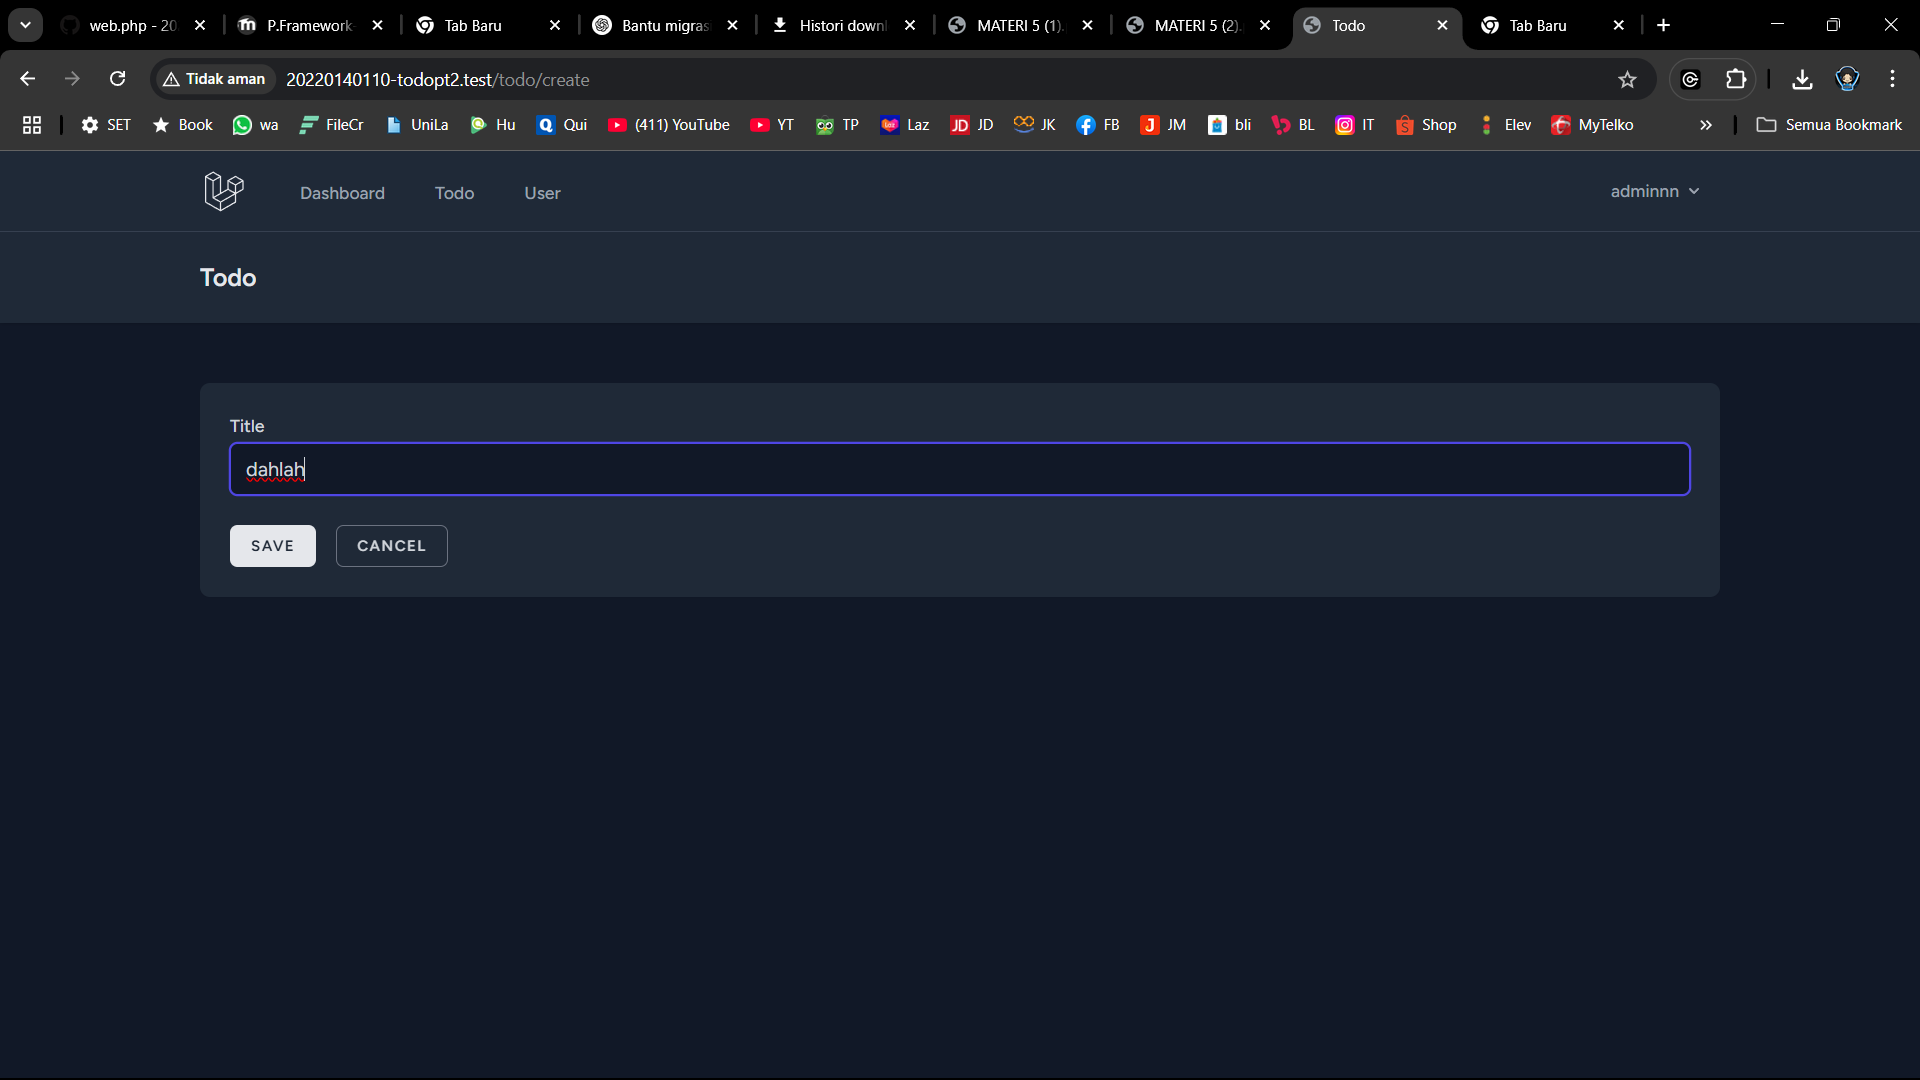 web.php - 20
P.Framework
Tab Baru
Bantu migras
Histori downl
MATERI 5 (1).
MATERI 5 (2).
Todo
Tab Baru
Tidak aman
20220140110-todopt2.test/todo/create
SET
Book
wa
FileCr
UniLa
Hu
Qui
(411) YouTube
YT
TP
Laz
JD
JK
FB
JM
bli
BL
IT
Shop
Elev
MyTelko
Semua Bookmark
Dashboard
Todo
User
adminnn
Todo
Title
dahlah
SAVE
CANCEL